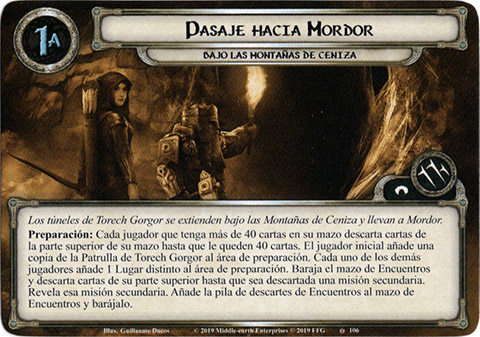 1A
Pasaje hacia Mordor
Bajo las Montañas de Ceniza
Los túneles de Torech Gorgor se extienden bajo las Montañas de Ceniza y llevan a Mordor.
Preparación: Cada jugador que tenga más de 40 cartas en su mazo descarta cartas de
la parte superior de su mazo hasta que le queden 40 cartas. El jugador inicial añade una
copia de la Patrulla de Torech Gorgor al área de preparación. Cada uno de los demás
jugadores añade 1 Lugar distinto al área de preparación. Baraja el mazo de Encuentros
y descarta cartas de su parte superior hasta que sea descartada una misión secundaria.
Revela esa misión secundaria. Añade la pila de descartes de Encuentros al mazo de
Encuentros y barájalo.
Illus. Guillaume Ducos © 2019 Middle-earth Enterprises © 2019 FFG 106